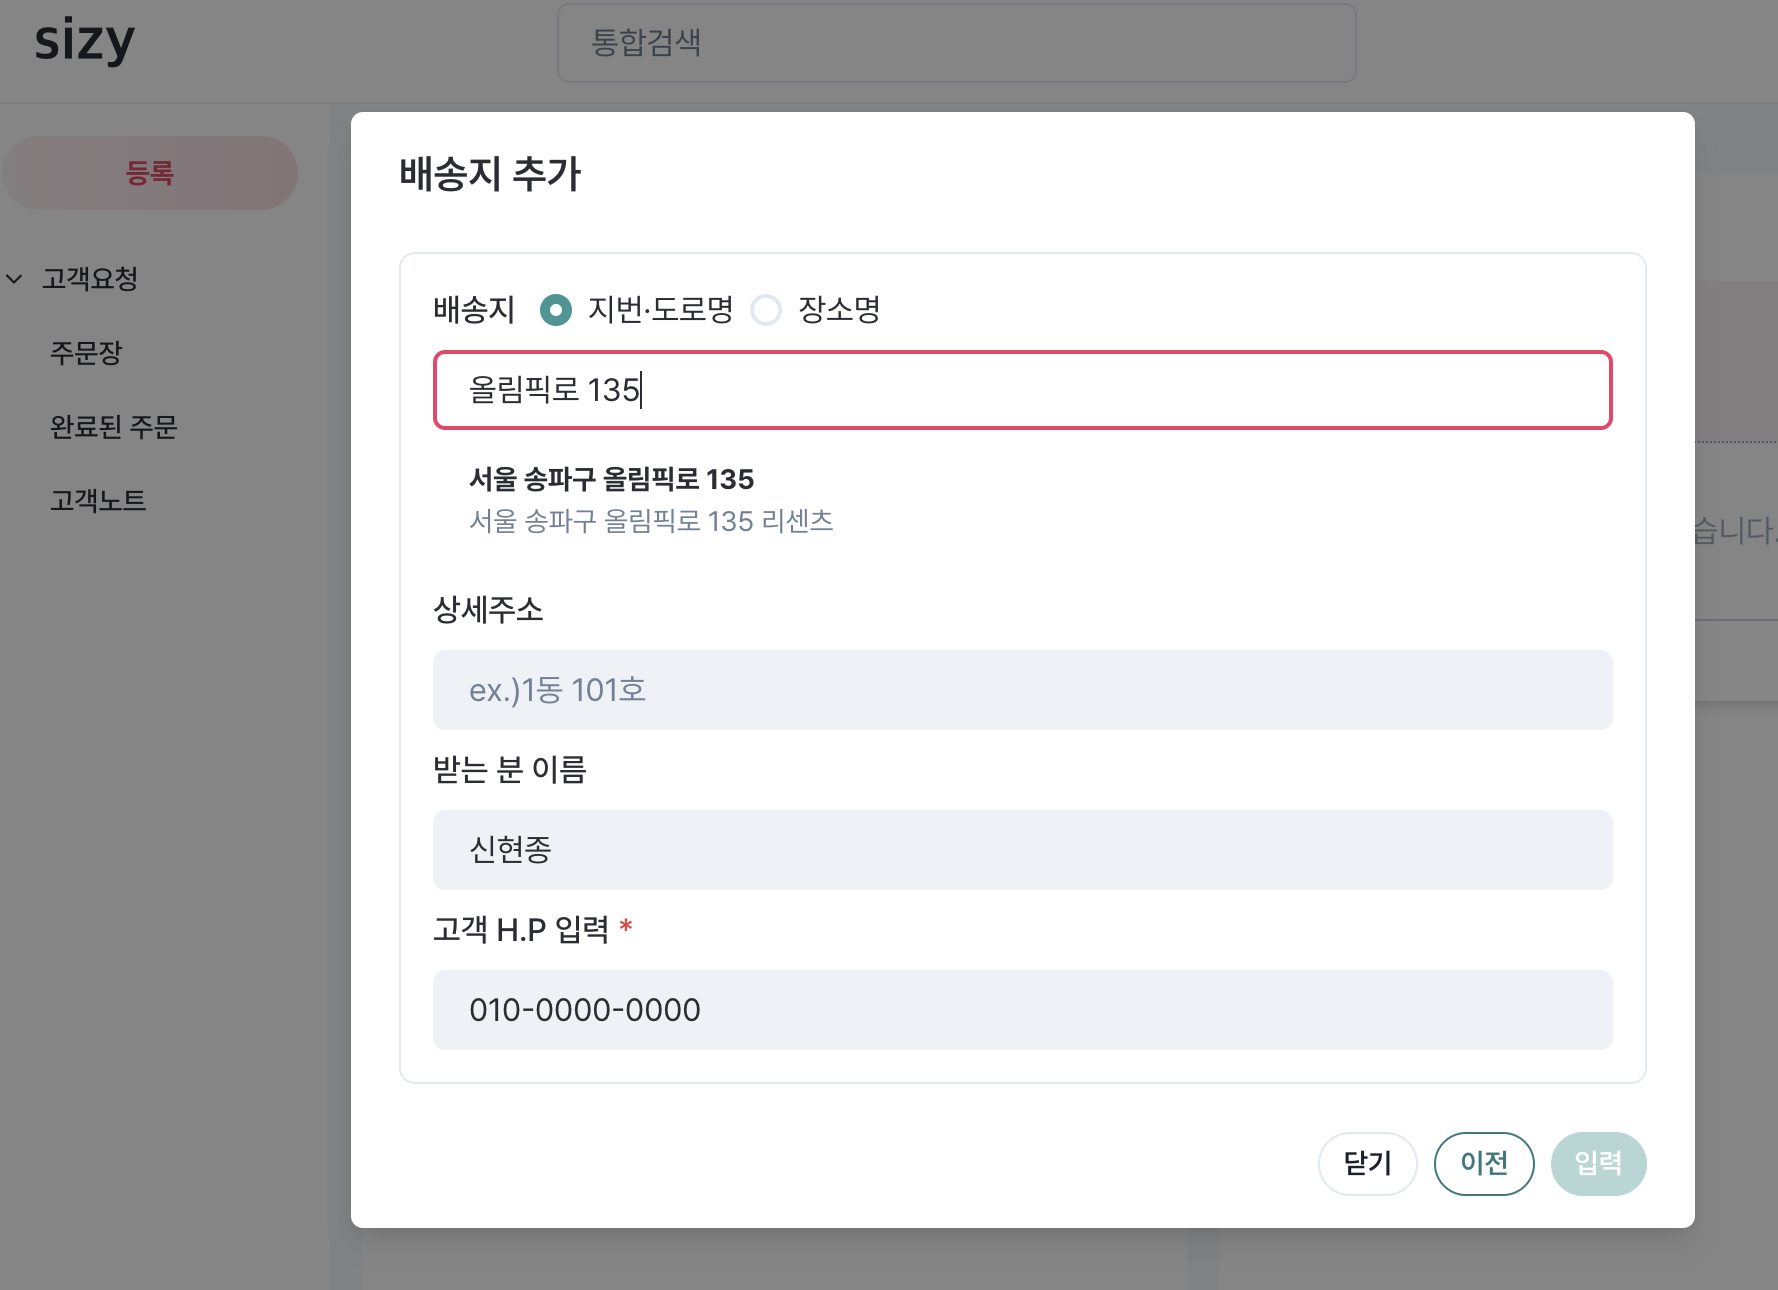 sizy
통합검색
등록
고객요청
주문장
완료된 주문
고객노트
배송지 추가
배송지 지번·도로명 장소명
올림픽로 135
서울 송파구 올림픽로 135
서울 송파구 올림픽로 135 리센츠
상세주소
ex.)1동 101호
받는 분 이름
신현종
고객 H.P 입력 *
010-0000-0000
습니다.
닫기 이전 입력